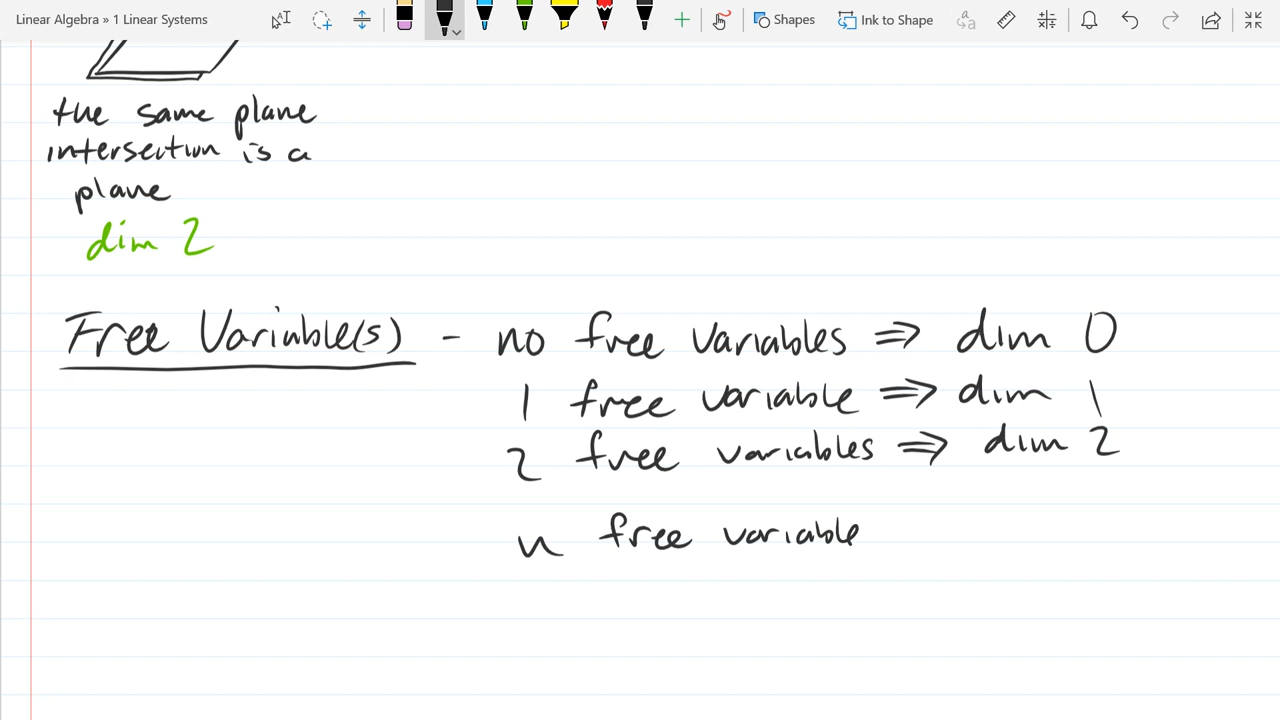 Linear Algebra » 1 Linear Systems
Shapes
Ink to Shape
the same plane
intersection is a
plane
dim 2
Free Variable(s) - no free variables ⇒ dim 0
1 free variable ⇒ dim 1
2 free variables ⇒ dim 2
n free variable